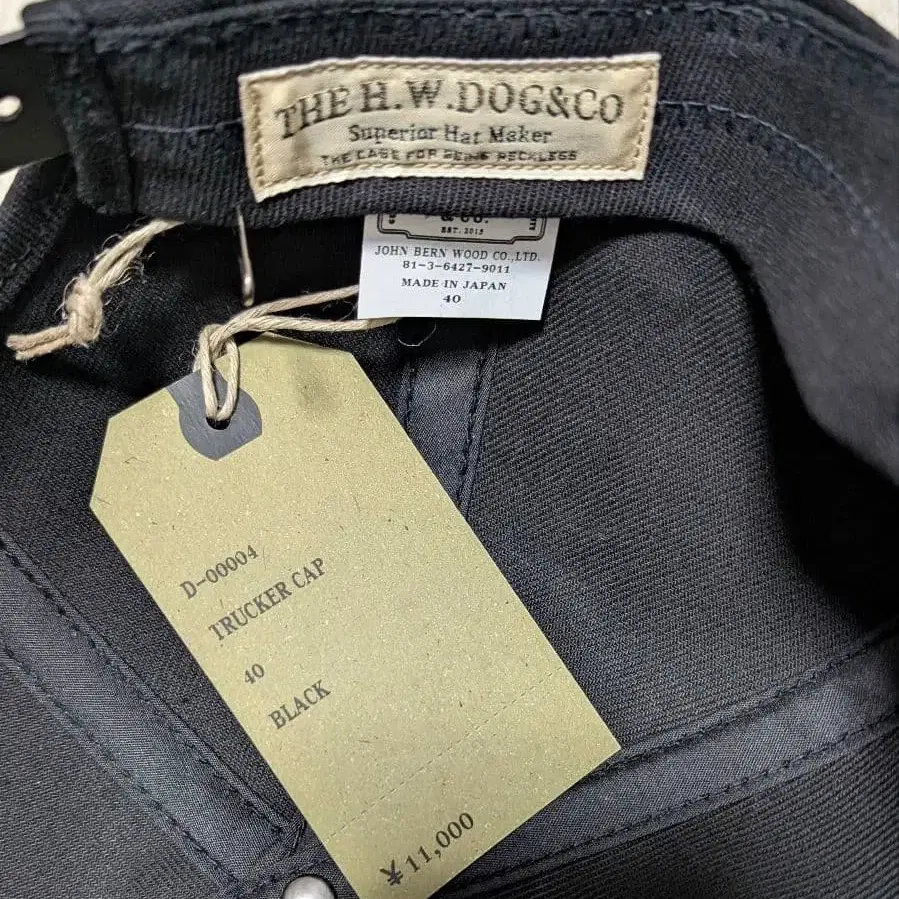 THE H.W.DOG&CO
Superior Hat Maker
THE CASE FOR BEING RECKLESS
& CO.
EST. 2015
JOHN BERN WOOD CO.,LTD.
81-3-6427-9011
MADE IN JAPAN
40
D-00004
TRUCKER CAP
40
BLACK
¥11,000